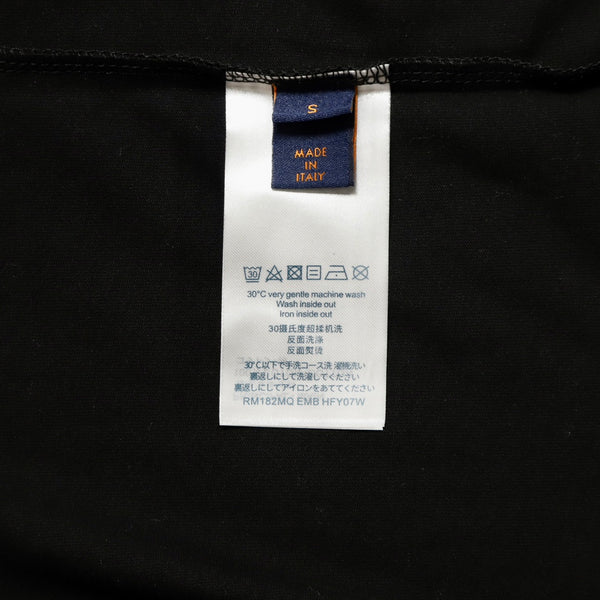 S
MADE
IN
ITALY
30
30°C very gentle machine wash
Wash inside out
Iron inside out
30摄氏度超揉机洗
反面洗涤
反面熨烫
30℃以下で手洗コース洗濯機洗い
裏返しにして洗濯してください
裏返しにしてアイロンをあててください
RM182MQ EMB HFY07W